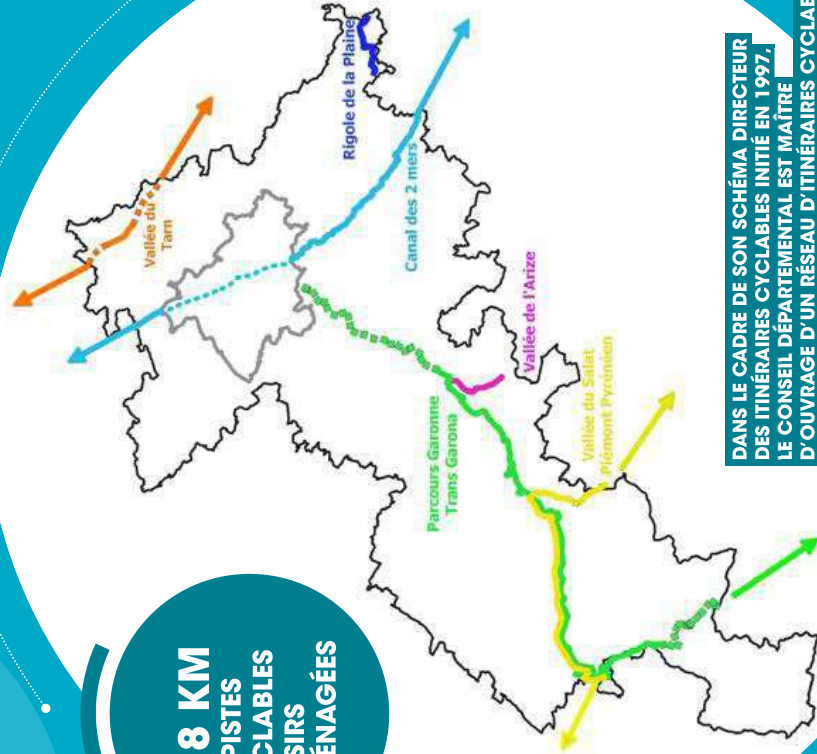 Rigole de la Plaine
Vallée du
Tarn
Canal des 2 mers
Vallée de l'Arize
Parcours Garonne
Trans Garona
Vallée du Salat
Piémont Pyrénéen
8 KM
PISTES
CLABLES
SIRS
ÉNAGÉES
DANS LE CADRE DE SON SCHÉMA DIRECTEUR
DES ITINÉRAIRES CYCLABLES INITIÉ EN 1997,
LE CONSEIL DÉPARTEMENTAL EST MAÎTRE
D'OUVRAGE D'UN RÉSEAU D'ITINÉRAIRES CYCLAB